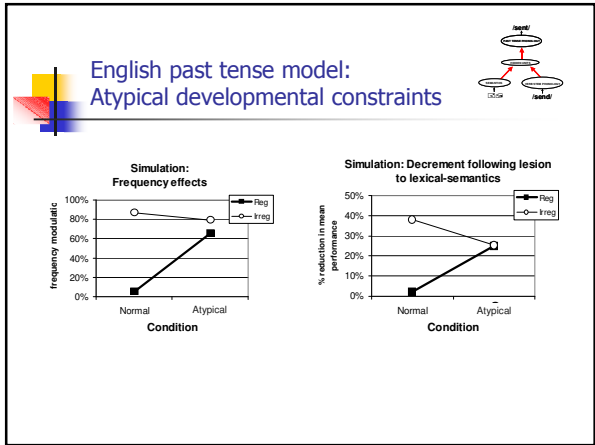 English past tense model:
Atypical developmental constraints
/sent/
/send/
Simulation:
Frequency effects
frequency modulatic
100%
80%
60%
40%
20%
0%
Reg
Irreg
Normal
Atypical
Condition
Simulation: Decrement following lesion
to lexical-semantics
% reduction in mean
performance
50%
40%
30%
20%
10%
0%
Reg
Irreg
Normal
Atypical
Condition